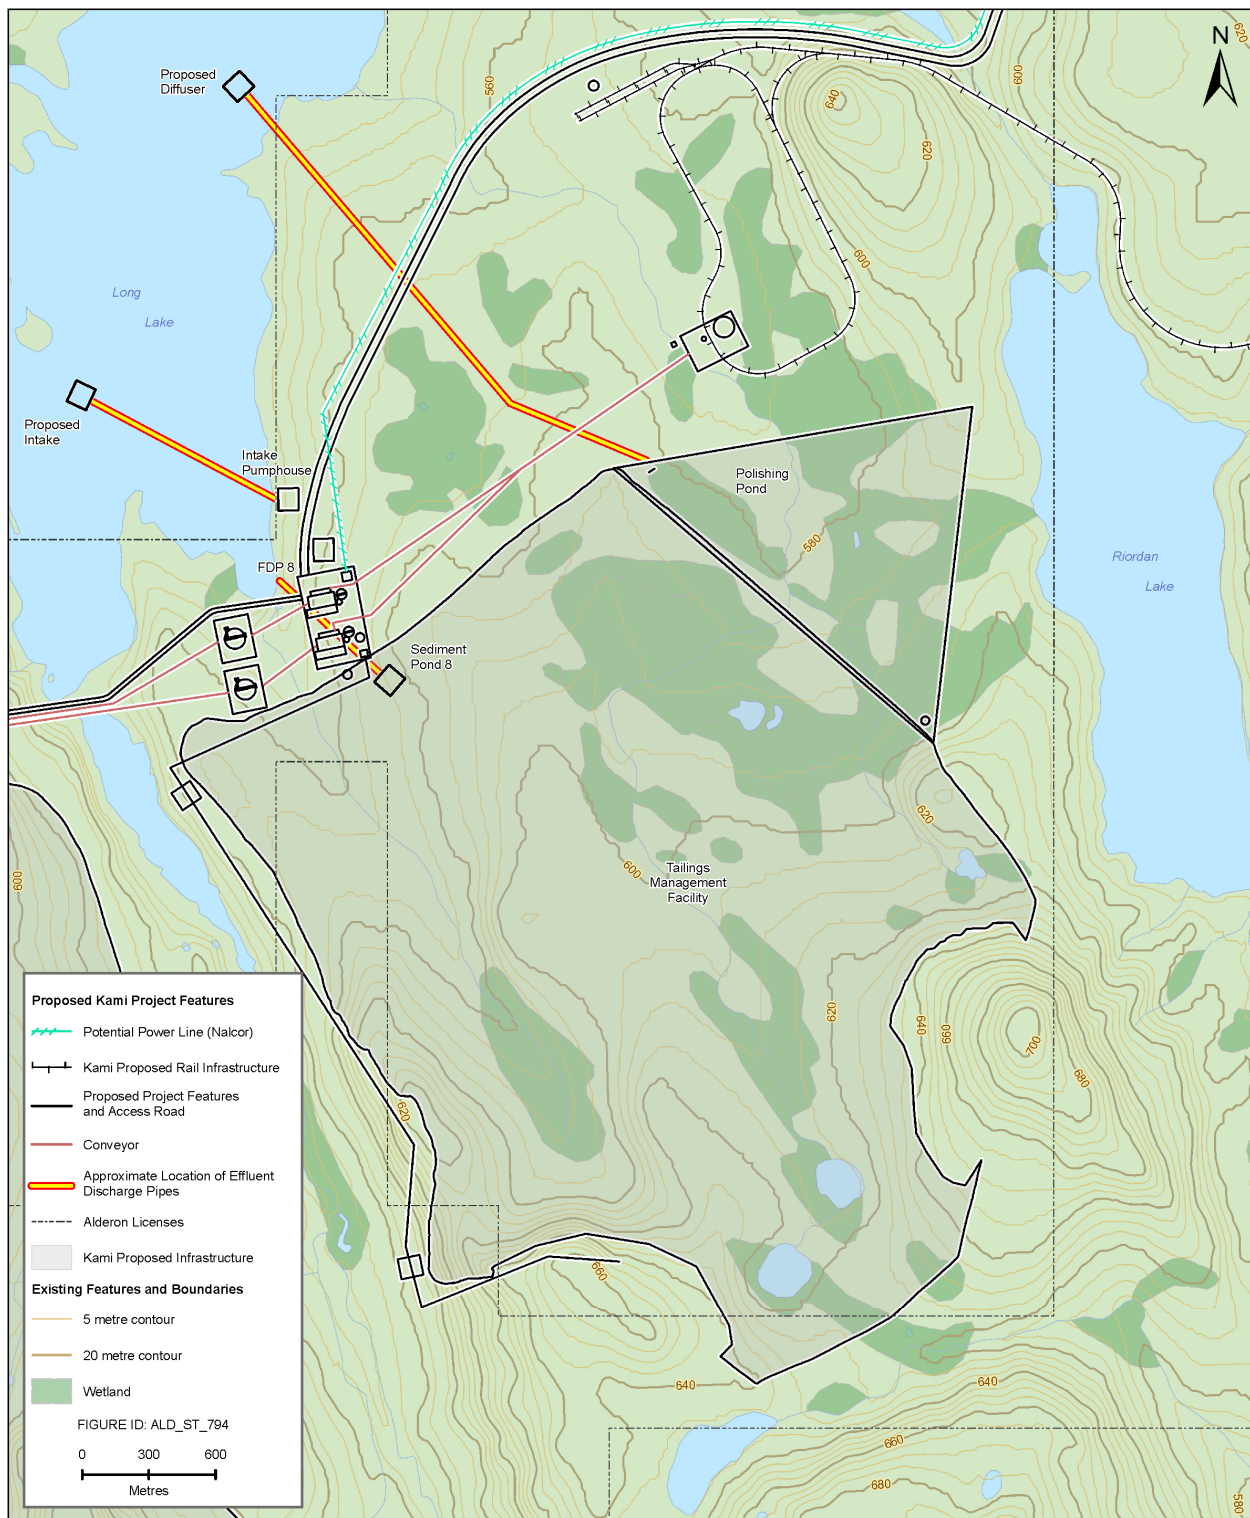 N
Proposed
Diffuser
560
640
620
600
620
600
Long
Lake
Proposed
Intake
Intake
Pumphouse
Polishing
Pond
580
Riordan
Lake
FDP 8
Sediment
Pond 8
620
600
Tailings
Management
Facility
600
620
640
660
700
680
620
660
640
640
660
680
580
Proposed Kami Project Features
Potential Power Line (Nalcor)
Kami Proposed Rail Infrastructure
Proposed Project Features
and Access Road
Conveyor
Approximate Location of Effluent
Discharge Pipes
Alderon Licenses
Kami Proposed Infrastructure
Existing Features and Boundaries
5 metre contour
20 metre contour
Wetland
FIGURE ID: ALD_ST_794
0 300 600
Metres